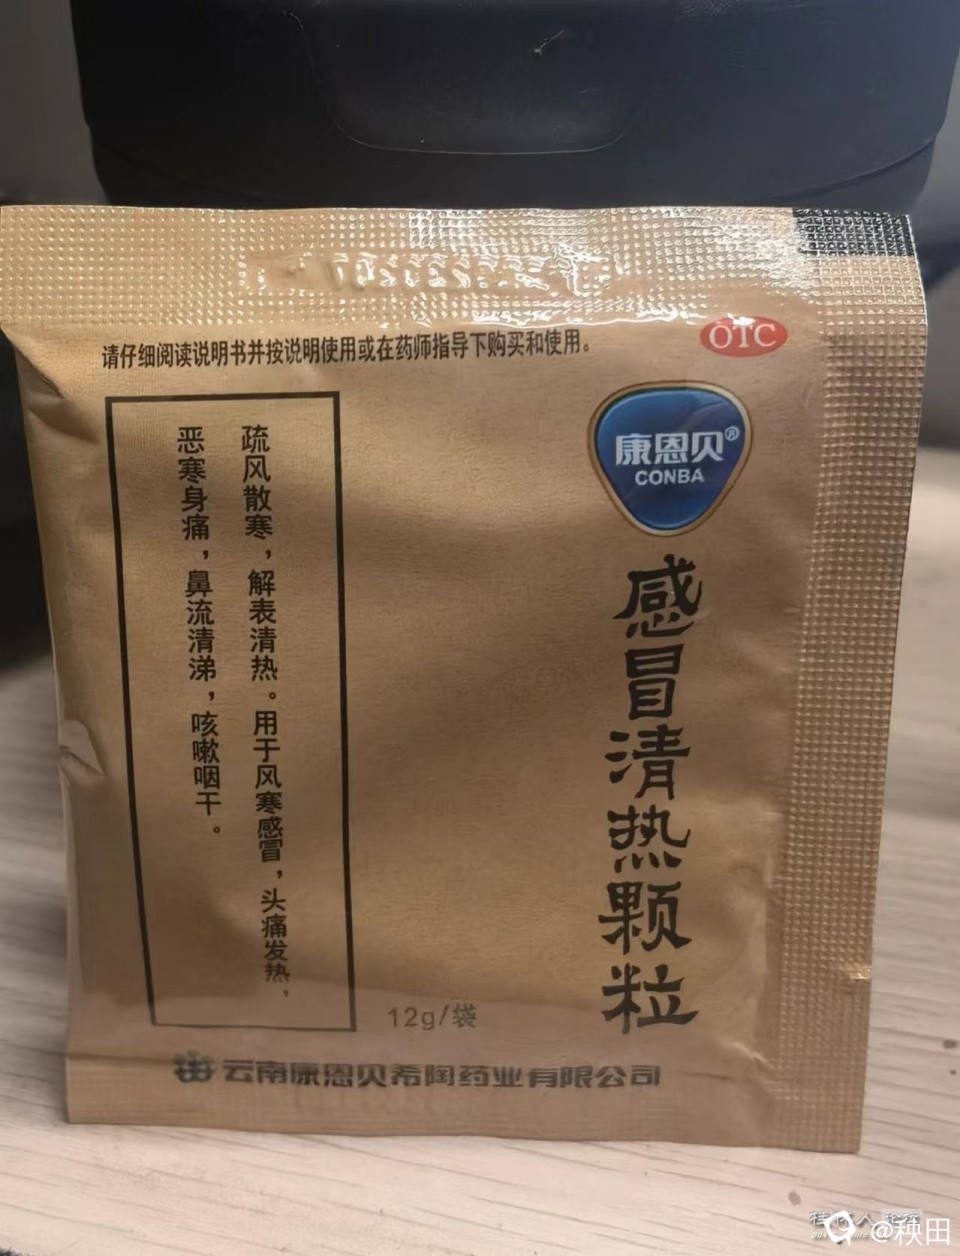 请仔细阅读说明书并按说明使用或在药师指导下购买和使用。
OTC
康恩贝®
CONBA
感冒清热颗粒
疏风散寒，解表清热。用于风寒感冒，头痛发热，
恶寒身痛，鼻流清涕，咳嗽咽干。
12g/袋
云南康恩贝希陶药业有限公司
@秧田